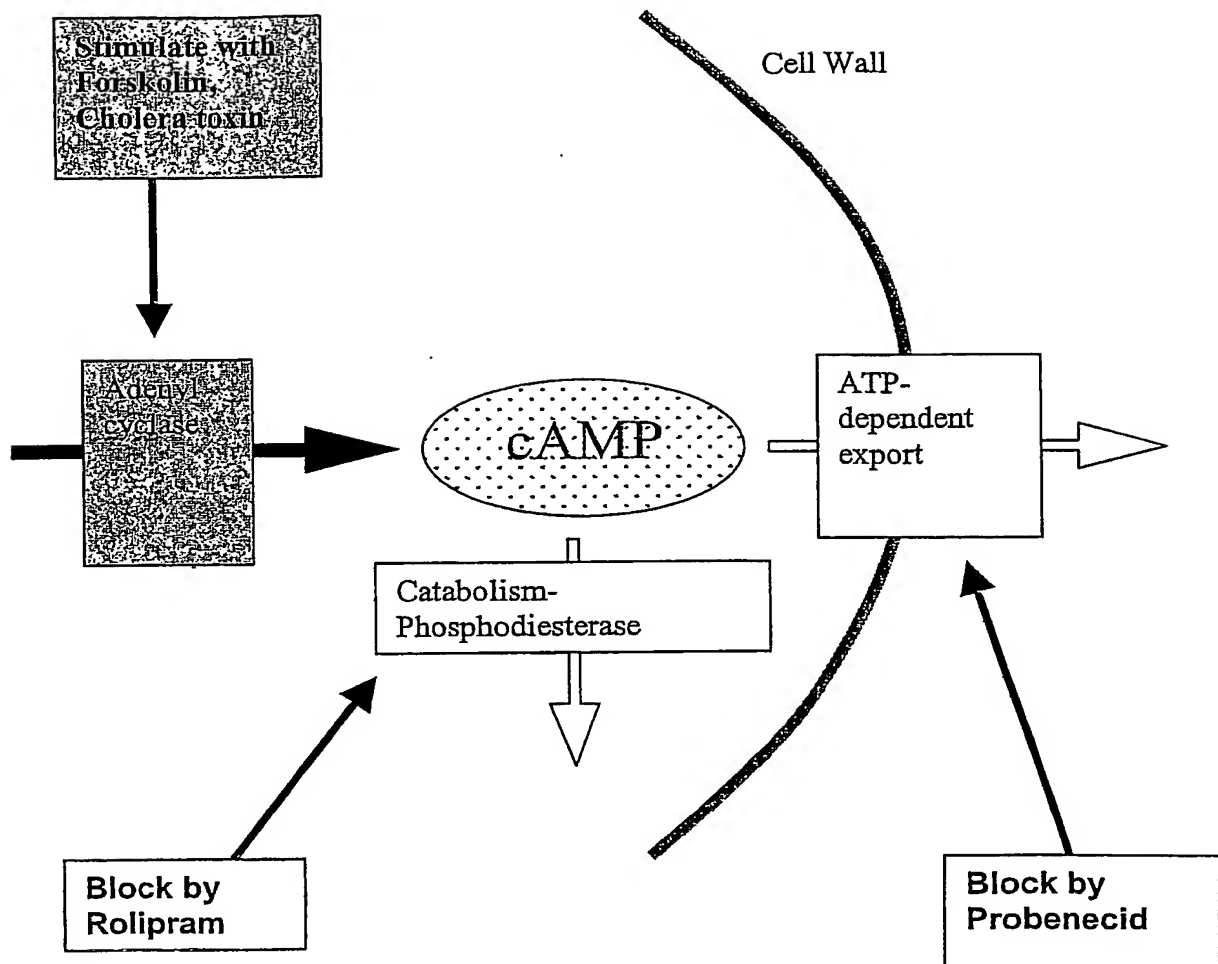 Stimulate with
Forskolin,
Cholera toxin
Cell Wall
Adenyl
cyclase
cAMP
ATP-
dependent
export
Catabolism-
Phosphodiesterase
Block by
Rolipram
Block by
Probenecid